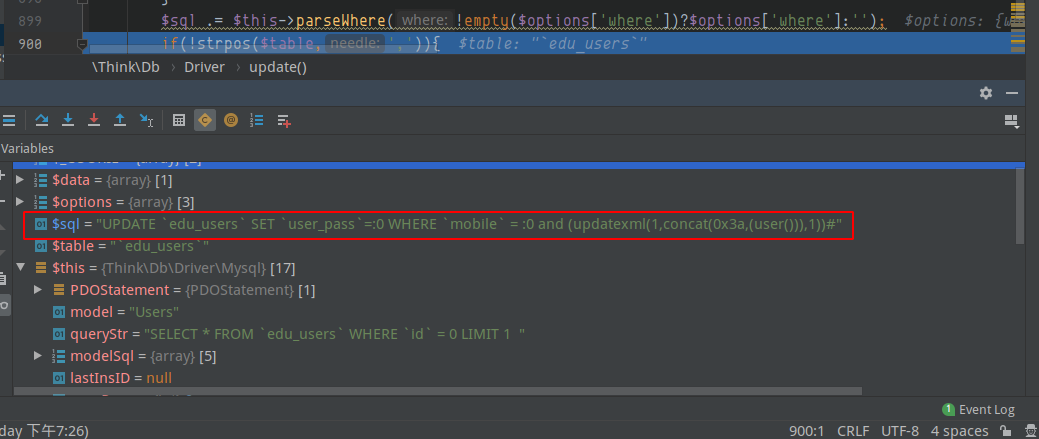 899 $sql .= $this->parseWhere( where: !empty($options['where'])?$options['where']:''); $options: {w
900 if(!strpos($table, needle: ',')){ $table: "`edu_users`"
\Think\Db › Driver › update()
Variables
$data = {array} [1]
$options = {array} [3]
$sql = "UPDATE `edu_users` SET `user_pass`=:0 WHERE `mobile` = :0 and (updatexml(1,concat(0x3a,(user())),1))#"
$table = "`edu_users`"
$this = {Think\Db\Driver\Mysql} [17]
PDOStatement = {PDOStatement} [1]
model = "Users"
queryStr = "SELECT * FROM `edu_users` WHERE `id` = 0 LIMIT 1  "
modelSql = {array} [5]
lastInsID = null
1 Event Log
day 下午7:26) 900:1 CRLF UTF-8 4 spaces